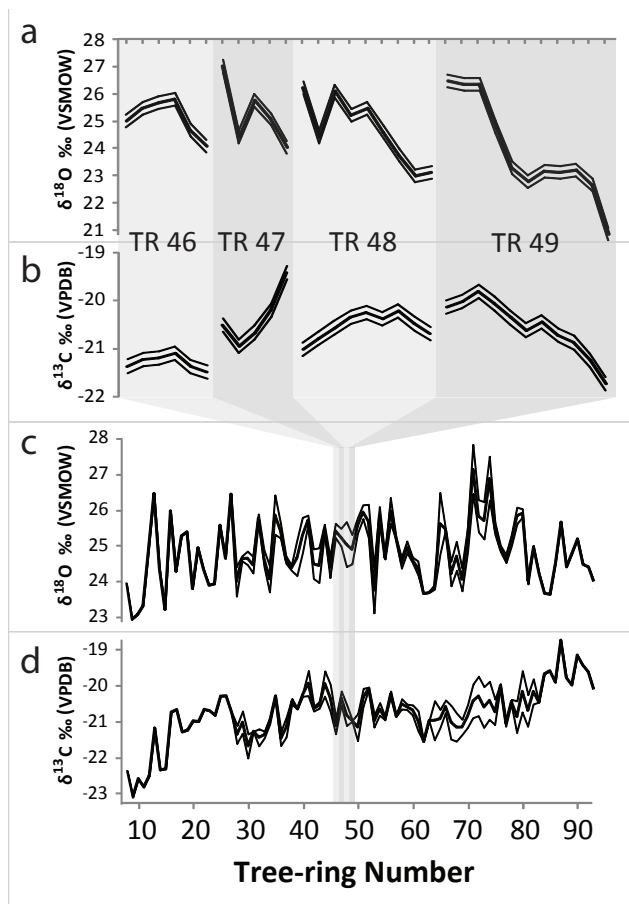 a
δ¹⁸O ‰ (VSMOW)
28
27
26
25
24
23
22
21
TR 46 TR 47 TR 48 TR 49
b
δ¹³C ‰ (VPDB)
-19
-20
-21
-22
c
δ¹⁸O ‰ (VSMOW)
28
26
25
24
23
d
δ¹³C ‰ (VPDB)
-19
-20
-21
-22
-23
10 20 30 40 50 60 70 80 90
Tree-ring Number